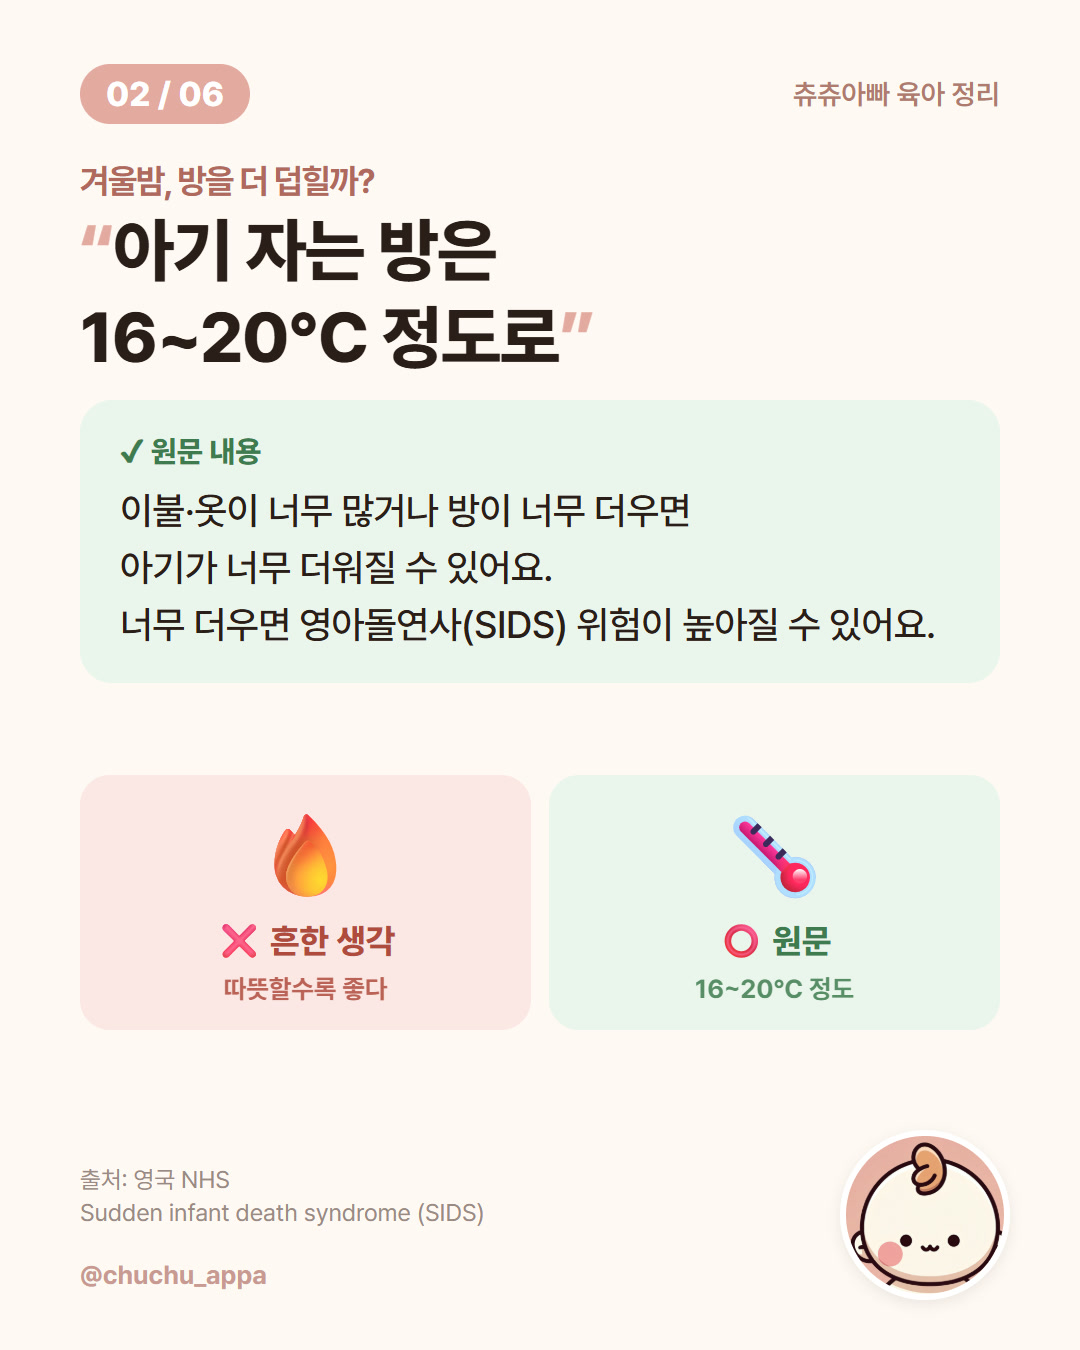 02 / 06
츄츄아빠 육아 정리
겨울밤, 방을 더 덥힐까?
“아기 자는 방은
16~20°C 정도로”
✓ 원문 내용
이불·옷이 너무 많거나 방이 너무 더우면
아기가 너무 더워질 수 있어요.
너무 더우면 영아돌연사(SIDS) 위험이 높아질 수 있어요.
❌ 흔한 생각
따뜻할수록 좋다
⭕ 원문
16~20°C 정도
출처: 영국 NHS
Sudden infant death syndrome (SIDS)
@chuchu_appa